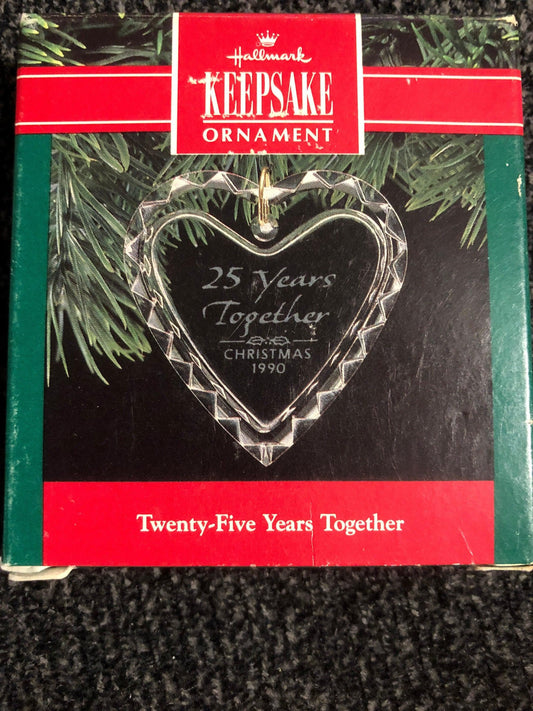 Hallmark
KEEPSAKE
ORNAMENT
25 Years
Together
CHRISTMAS
1990
Twenty-Five Years Together